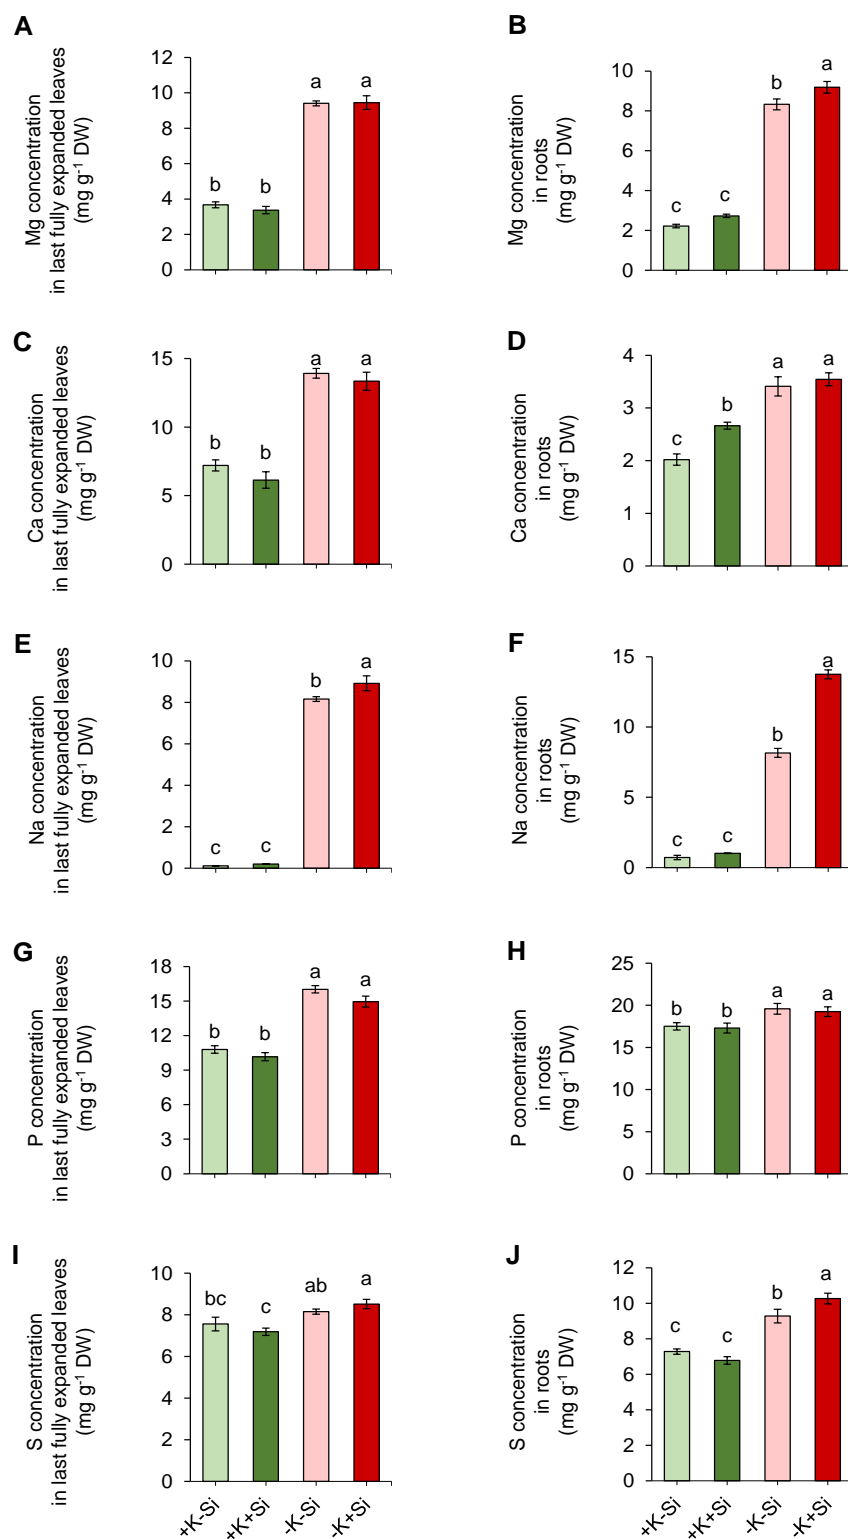 A
Mg concentration
in last fully expanded leaves
(mg g-1 DW)
12
10
8
6
4
2
0
b
b
a
a
B
Mg concentration
in roots
(mg g-1 DW)
10
8
6
4
2
0
c
c
b
a
C
Ca concentration
in last fully expanded leaves
(mg g-1 DW)
15
10
5
0
b
b
a
a
D
Ca concentration
in roots
(mg g-1 DW)
4
3
2
1
0
c
b
a
a
E
Na concentration
in last fully expanded leaves
(mg g-1 DW)
10
8
6
4
2
0
c
c
b
a
F
Na concentration
in roots
(mg g-1 DW)
15
10
5
0
c
c
b
a
G
P concentration
in last fully expanded leaves
(mg g-1 DW)
18
15
12
9
6
3
0
b
b
a
a
H
P concentration
in roots
(mg g-1 DW)
25
20
15
10
5
0
b
b
a
a
I
S concentration
in last fully expanded leaves
(mg g-1 DW)
10
8
6
4
2
0
bc
c
ab
a
+K-Si
+K+Si
-K-Si
-K+Si
J
S concentration
in roots
(mg g-1 DW)
12
10
8
6
4
2
0
c
c
b
a
+K-Si
+K+Si
-K-Si
-K+Si